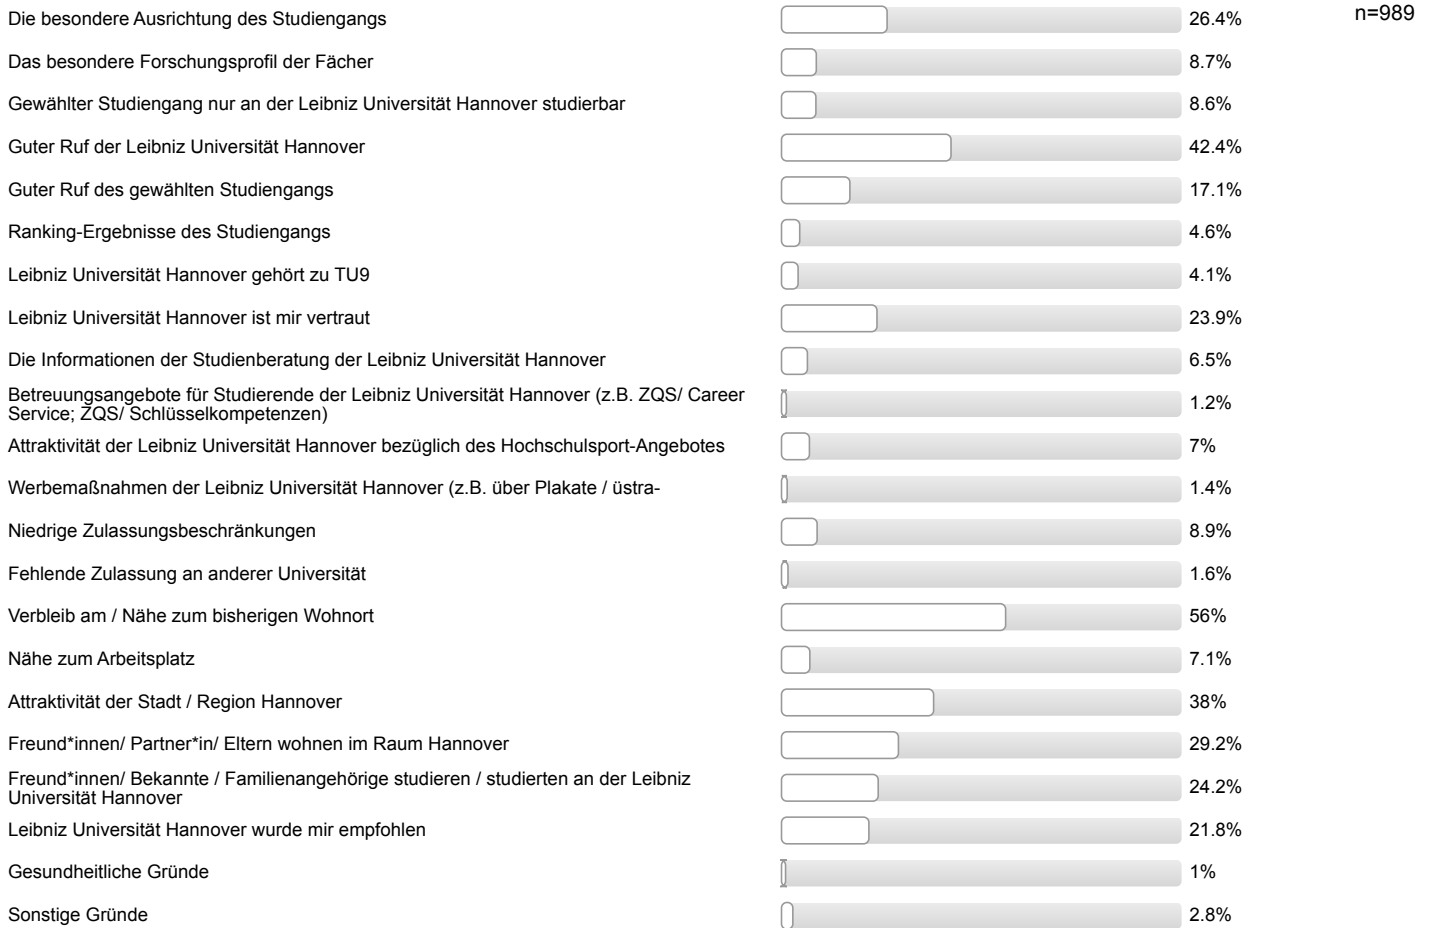 Die besondere Ausrichtung des Studiengangs 26.4% n=989
Das besondere Forschungsprofil der Fächer 8.7%
Gewählter Studiengang nur an der Leibniz Universität Hannover studierbar 8.6%
Guter Ruf der Leibniz Universität Hannover 42.4%
Guter Ruf des gewählten Studiengangs 17.1%
Ranking-Ergebnisse des Studiengangs 4.6%
Leibniz Universität Hannover gehört zu TU9 4.1%
Leibniz Universität Hannover ist mir vertraut 23.9%
Die Informationen der Studienberatung der Leibniz Universität Hannover 6.5%
Betreuungsangebote für Studierende der Leibniz Universität Hannover (z.B. ZQS/ Career
Service; ZQS/ Schlüsselkompetenzen) 1.2%
Attraktivität der Leibniz Universität Hannover bezüglich des Hochschulsport-Angebotes 7%
Werbemaßnahmen der Leibniz Universität Hannover (z.B. über Plakate / üstra- 1.4%
Niedrige Zulassungsbeschränkungen 8.9%
Fehlende Zulassung an anderer Universität 1.6%
Verbleib am / Nähe zum bisherigen Wohnort 56%
Nähe zum Arbeitsplatz 7.1%
Attraktivität der Stadt / Region Hannover 38%
Freund*innen/ Partner*in/ Eltern wohnen im Raum Hannover 29.2%
Freund*innen/ Bekannte / Familienangehörige studieren / studierten an der Leibniz
Universität Hannover 24.2%
Leibniz Universität Hannover wurde mir empfohlen 21.8%
Gesundheitliche Gründe 1%
Sonstige Gründe 2.8%